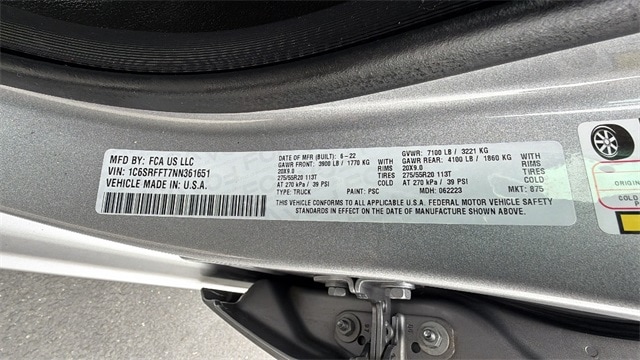 MFD BY: FCA US LLC
VIN: 1C6SRFFT7NN361651
VEHICLE MADE IN: U.S.A.
DATE OF MFR (BUILT): 6-22
GAWR FRONT: 3900 LB / 1770 KG
20X9.0
275/55R20 113T
AT 270 kPa / 39 PSI
TYPE: TRUCK
WITH
RIMS
TIRES
COLD
PAINT: PSC
GVWR: 7100 LB / 3221 KG
GAWR REAR: 4100 LB / 1860 KG
20X9.0
275/55R20 113T
AT 270 kPa / 39 PSI
MDH: 062223
WITH
RIMS
TIRES
COLD
MKT: 875
THIS VEHICLE CONFORMS TO ALL APPLICABLE U.S.A. FEDERAL MOTOR VEHICLE SAFETY
STANDARDS IN EFFECT ON THE DATE OF MANUFACTURE SHOWN ABOVE.
COLD